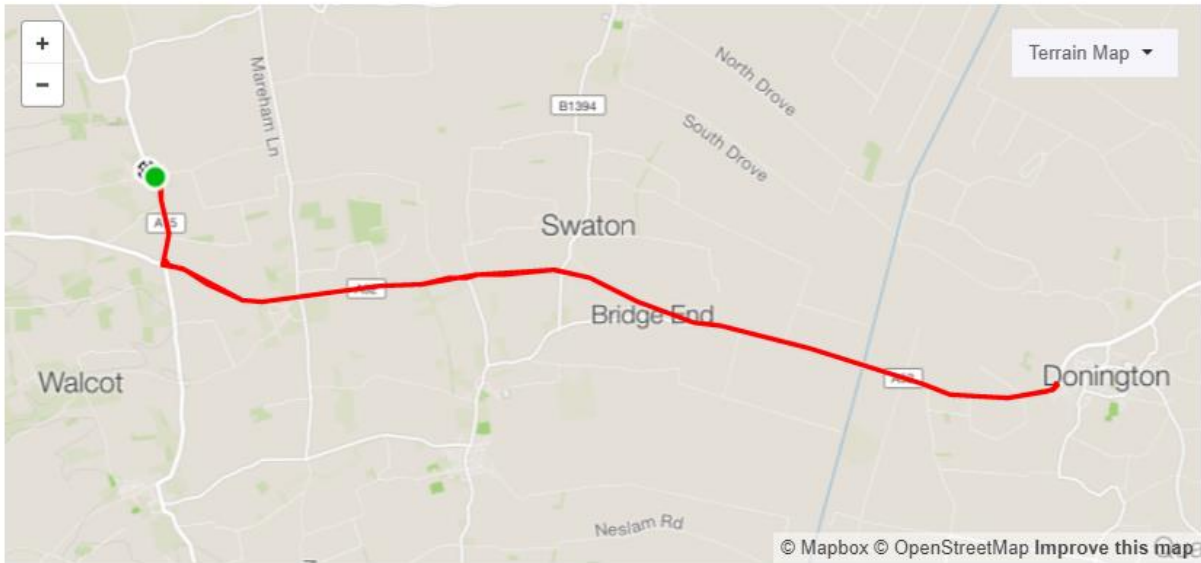 +
−
Terrain Map
Mareham Ln
North Drove
B1394
South Drove
Swaton
Bridge End
Walcot
Donington
Neslam Rd
© Mapbox © OpenStreetMap Improve this map